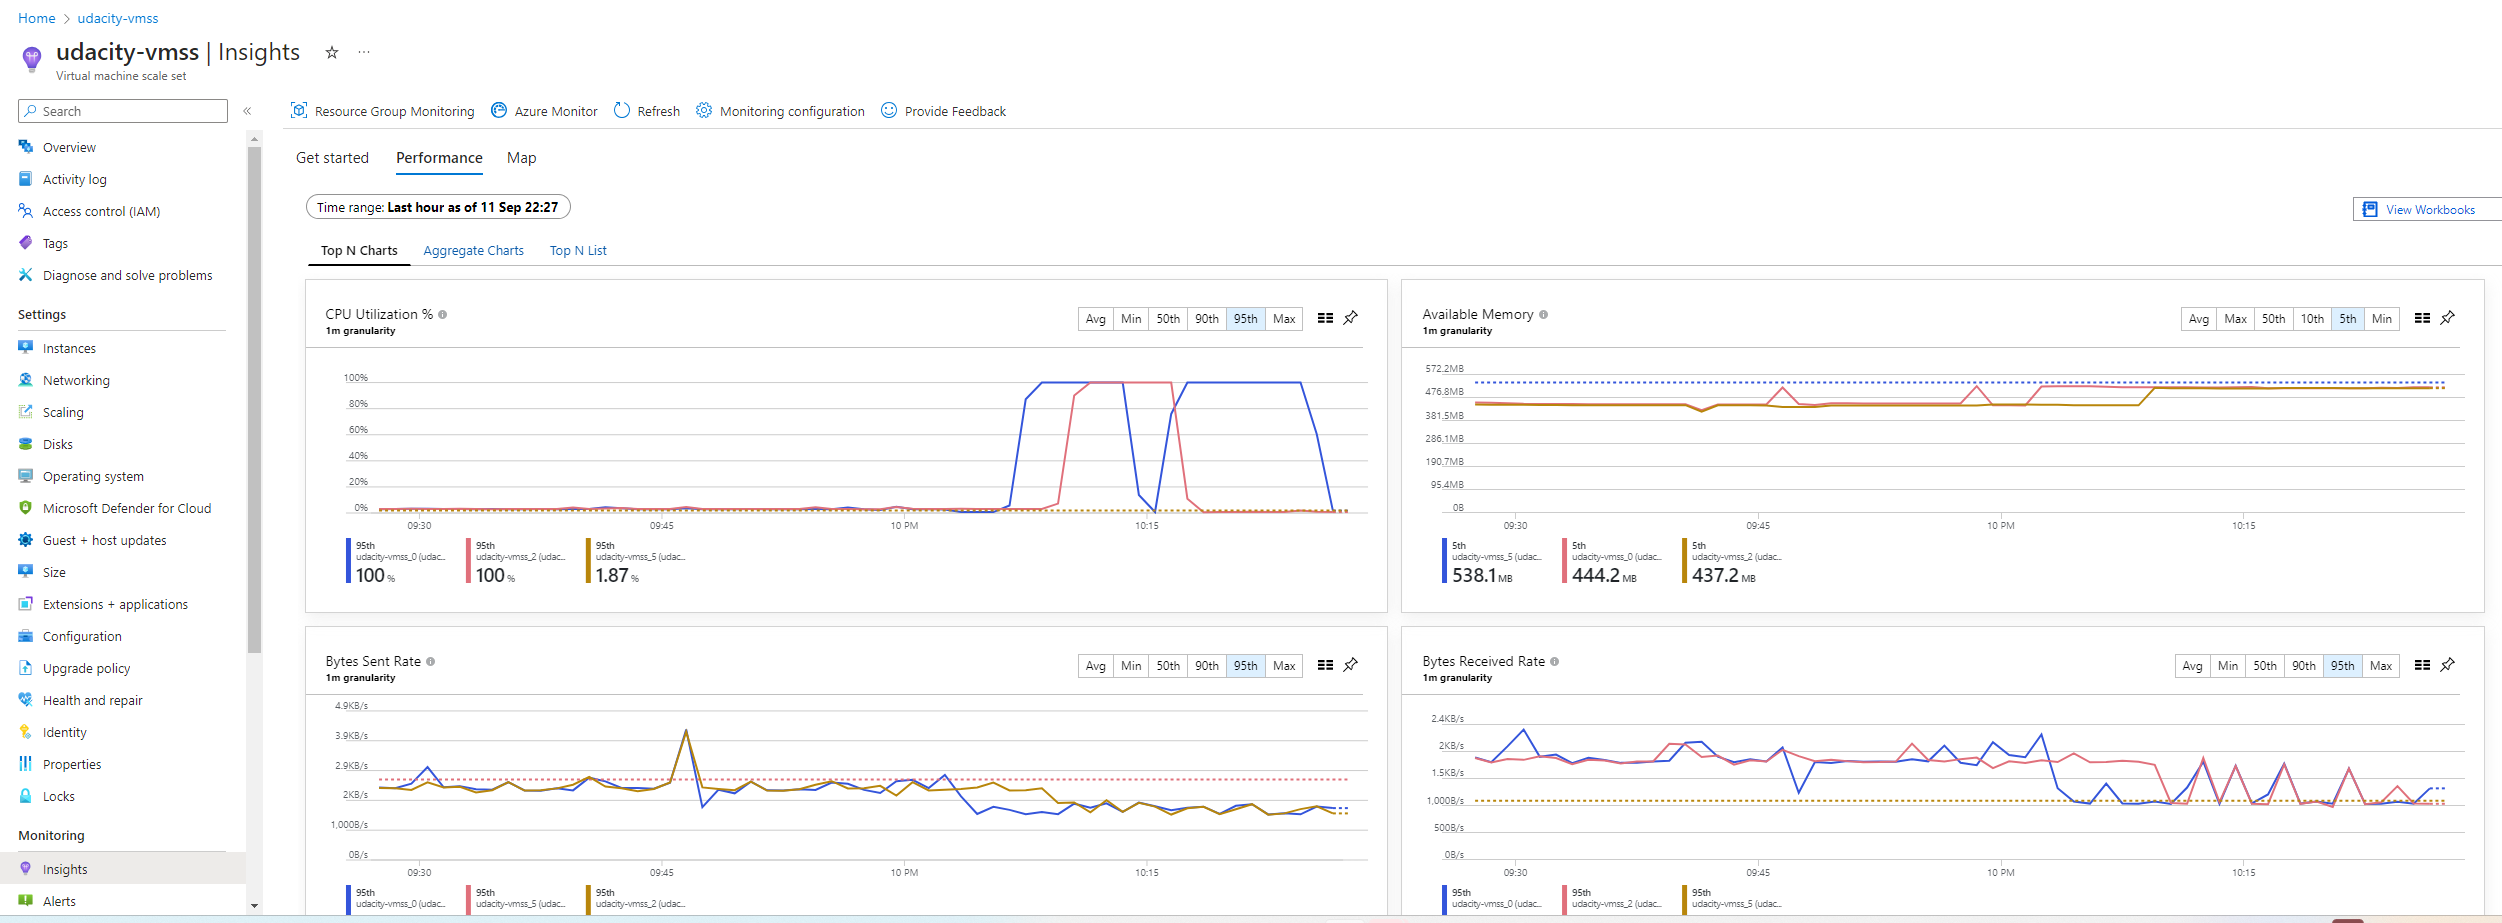 Home > udacity-vmss
udacity-vmss | Insights ☆ ···
Virtual machine scale set
Search «
Overview
Activity log
Access control (IAM)
Tags
Diagnose and solve problems
Settings
Instances
Networking
Scaling
Disks
Operating system
Microsoft Defender for Cloud
Guest + host updates
Size
Extensions + applications
Configuration
Upgrade policy
Health and repair
Identity
Properties
Locks
Monitoring
Insights
Alerts
Resource Group Monitoring Azure Monitor Refresh Monitoring configuration Provide Feedback
Get started Performance Map
Time range: Last hour as of 11 Sep 22:27
View Workbooks
Top N Charts Aggregate Charts Top N List
CPU Utilization %
1m granularity
Avg Min 50th 90th 95th Max
100%
80%
60%
40%
20%
0%
09:30 09:45 10 PM 10:15
95th 95th 95th
udacity-vmss_0 (udac... udacity-vmss_2 (udac... udacity-vmss_5 (udac...
100 % 100 % 1.87 %
Available Memory
1m granularity
Avg Max 50th 10th 5th Min
572.2MB
476.8MB
381.5MB
286.1MB
190.7MB
95.4MB
0B
09:30 09:45 10 PM 10:15
5th 5th 5th
udacity-vmss_5 (udac... udacity-vmss_0 (udac... udacity-vmss_2 (udac...
538.1 MB 444.2 MB 437.2 MB
Bytes Sent Rate
1m granularity
Avg Min 50th 90th 95th Max
4.9KB/s
3.9KB/s
2.9KB/s
2KB/s
1,000B/s
0B/s
09:30 09:45 10 PM 10:15
95th 95th 95th
udacity-vmss_0 (udac... udacity-vmss_5 (udac... udacity-vmss_2 (udac...
Bytes Received Rate
1m granularity
Avg Min 50th 90th 95th Max
2.4KB/s
2KB/s
1.5KB/s
1,000B/s
500B/s
0B/s
09:30 09:45 10 PM 10:15
95th 95th 95th
udacity-vmss_0 (udac... udacity-vmss_2 (udac... udacity-vmss_5 (udac...